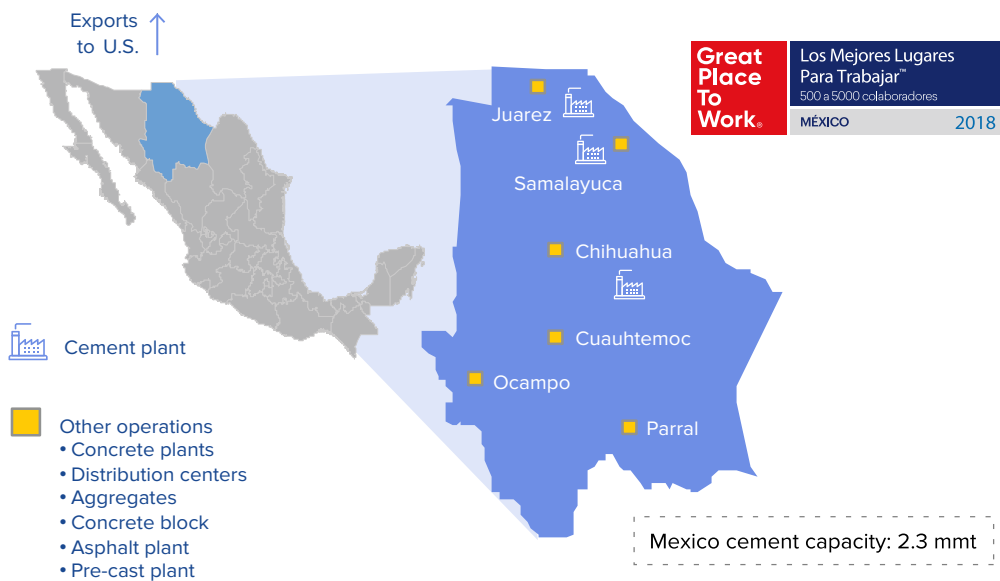 Exports
to U.S.
Great
Place
To
Work®
Los Mejores Lugares
Para Trabajar™
500 a 5000 colaboradores
MÉXICO 2018
Juarez
Samalayuca
Chihuahua
Cuauhtemoc
Ocampo
Parral
Cement plant
Other operations
• Concrete plants
• Distribution centers
• Aggregates
• Concrete block
• Asphalt plant
• Pre-cast plant
Mexico cement capacity: 2.3 mmt